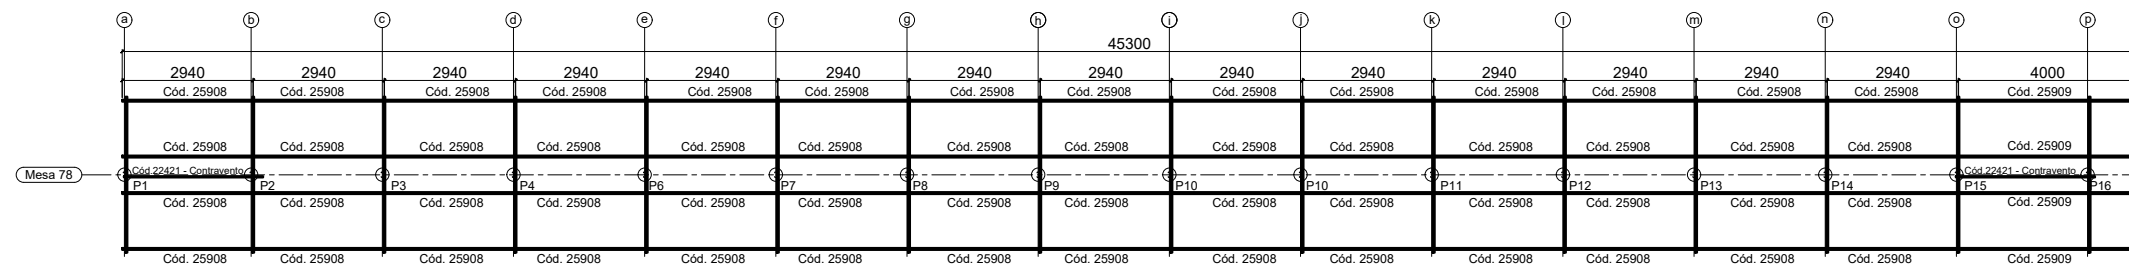 a b c d e f g h i j k l m n o p
45300
2940 2940 2940 2940 2940 2940 2940 2940 2940 2940 2940 2940 2940 2940 4000
Cód. 25908 Cód. 25908 Cód. 25908 Cód. 25908 Cód. 25908 Cód. 25908 Cód. 25908 Cód. 25908 Cód. 25908 Cód. 25908 Cód. 25908 Cód. 25908 Cód. 25908 Cód. 25908 Cód. 25909
Cód. 25908 Cód. 25908 Cód. 25908 Cód. 25908 Cód. 25908 Cód. 25908 Cód. 25908 Cód. 25908 Cód. 25908 Cód. 25908 Cód. 25908 Cód. 25908 Cód. 25908 Cód. 25908 Cód. 25909
Mesa 78 Cód.22421 - Contravento Cód.22421 - Contravento
P1 P2 P3 P4 P6 P7 P8 P9 P10 P10 P11 P12 P13 P14 P15 P16
Cód. 25908 Cód. 25908 Cód. 25908 Cód. 25908 Cód. 25908 Cód. 25908 Cód. 25908 Cód. 25908 Cód. 25908 Cód. 25908 Cód. 25908 Cód. 25908 Cód. 25908 Cód. 25908 Cód. 25909
Cód. 25908 Cód. 25908 Cód. 25908 Cód. 25908 Cód. 25908 Cód. 25908 Cód. 25908 Cód. 25908 Cód. 25908 Cód. 25908 Cód. 25908 Cód. 25908 Cód. 25908 Cód. 25908 Cód. 25909